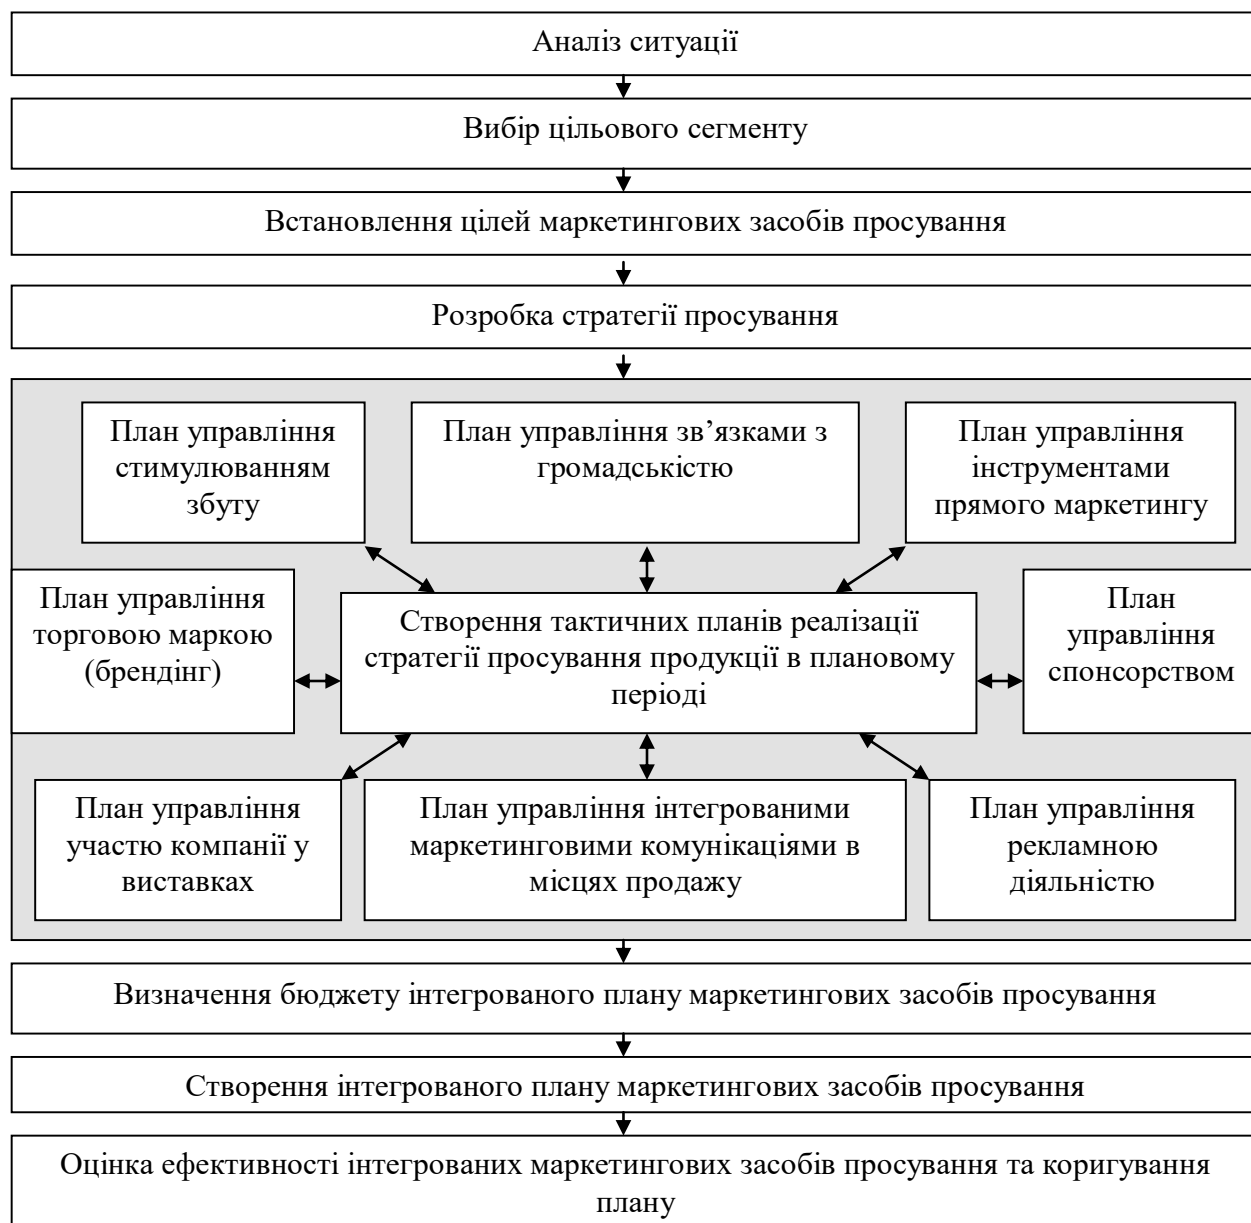 Аналіз ситуації
Вибір цільового сегменту
Встановлення цілей маркетингових засобів просування
Розробка стратегії просування
План управління
стимулюванням
збуту
План управління зв’язками з
громадськістю
План управління
інструментами
прямого маркетингу
План управління
торговою маркою
(брендінг)
Створення тактичних планів реалізації
стратегії просування продукції в плановому
періоді
План
управління
спонсорством
План управління
участю компанії у
виставках
План управління інтегрованими
маркетинговими комунікаціями в
місцях продажу
План управління
рекламною
діяльністю
Визначення бюджету інтегрованого плану маркетингових засобів просування
Створення інтегрованого плану маркетингових засобів просування
Оцінка ефективності інтегрованих маркетингових засобів просування та коригування
плану